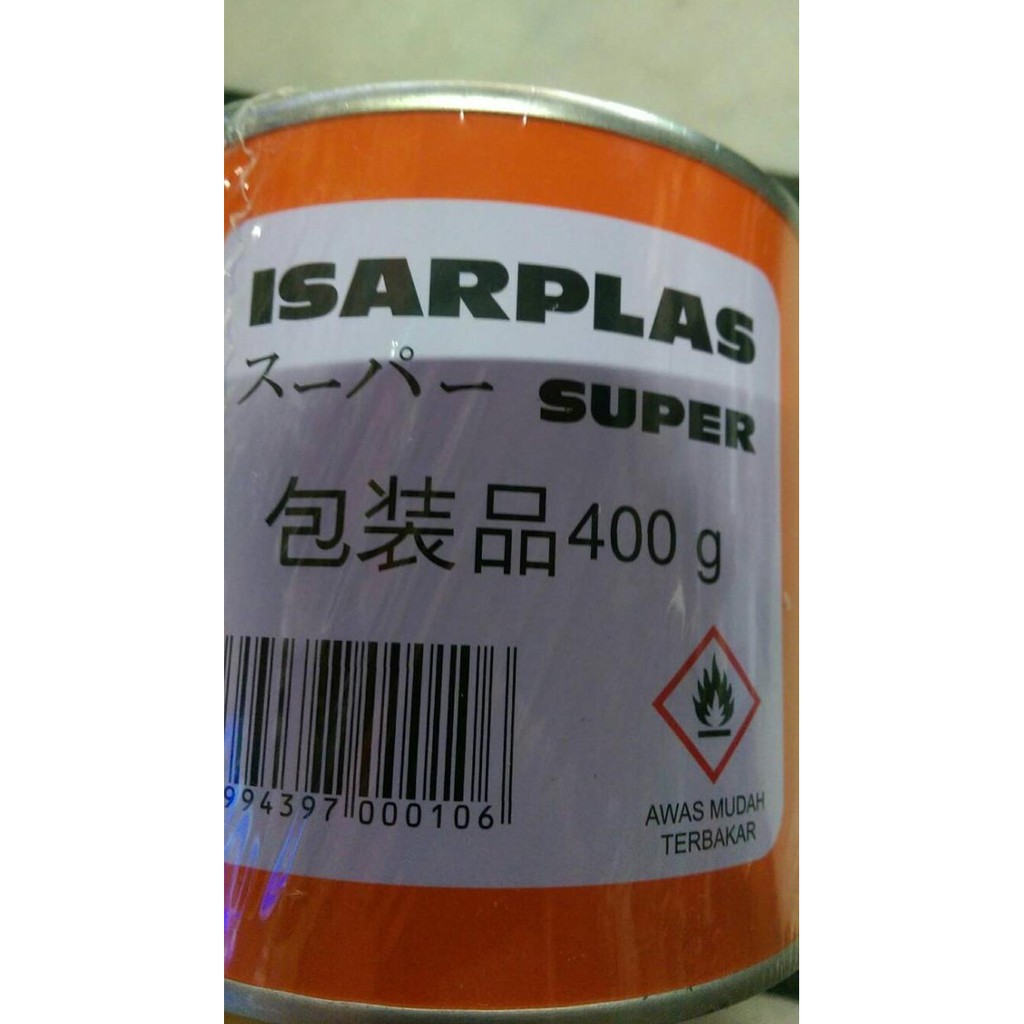 ISARPLAS
スーパー SUPER
包装品400 g
994397 000106
AWAS MUDAH
TERBAKAR